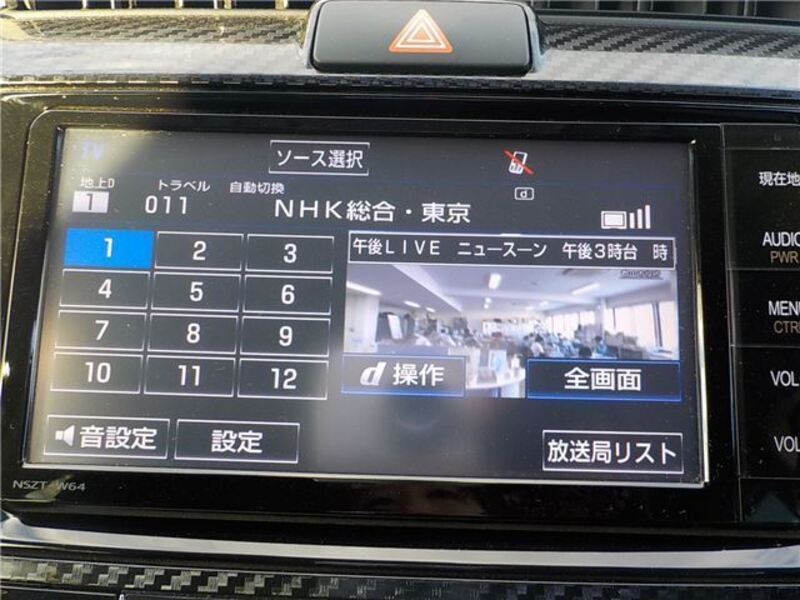 TV
ソース選択
地上D
トラベル
自動切換
1
011
NHK総合・東京
d
1
2
3
午後LIVE ニュースーン 午後3時台 時
4
5
6
7
8
9
10
11
12
d 操作
全画面
音設定
設定
放送局リスト
NSZT-W64
現在地
AUDIO
PWR
MENU
CTR
VOL
VOL